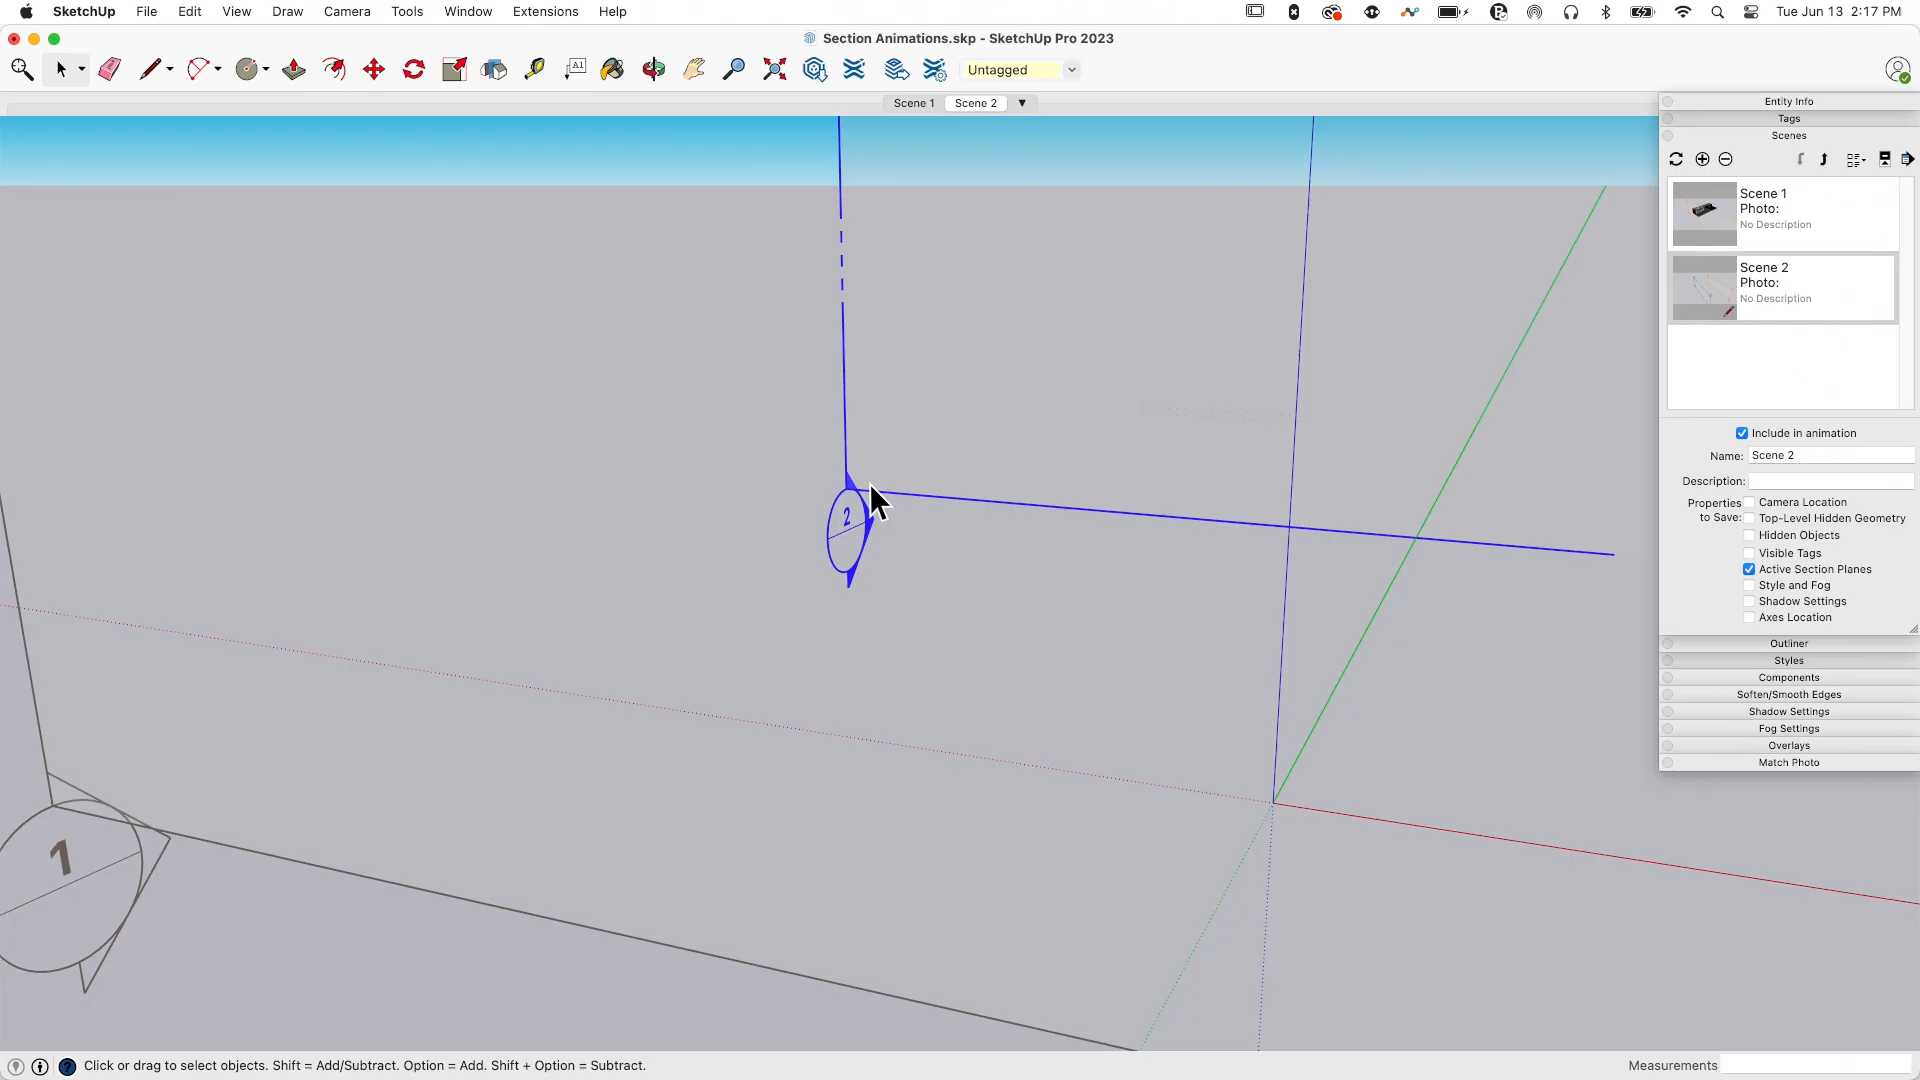 SketchUp File Edit View Draw Camera Tools Window Extensions Help Tue Jun 13 2:17 PM
Section Animations.skp - SketchUp Pro 2023
A1
Untagged
Scene 1 Scene 2
Entity Info
Tags
Scenes
Scene 1
Photo:
No Description
Scene 2
Photo:
No Description
Include in animation
Name: Scene 2
Description:
Properties to Save:
Camera Location
Top-Level Hidden Geometry
Hidden Objects
Visible Tags
Active Section Planes
Style and Fog
Shadow Settings
Axes Location
Outliner
Styles
Components
Soften/Smooth Edges
Shadow Settings
Fog Settings
Overlays
Match Photo
2
1
Click or drag to select objects. Shift = Add/Subtract. Option = Add. Shift + Option = Subtract.
Measurements